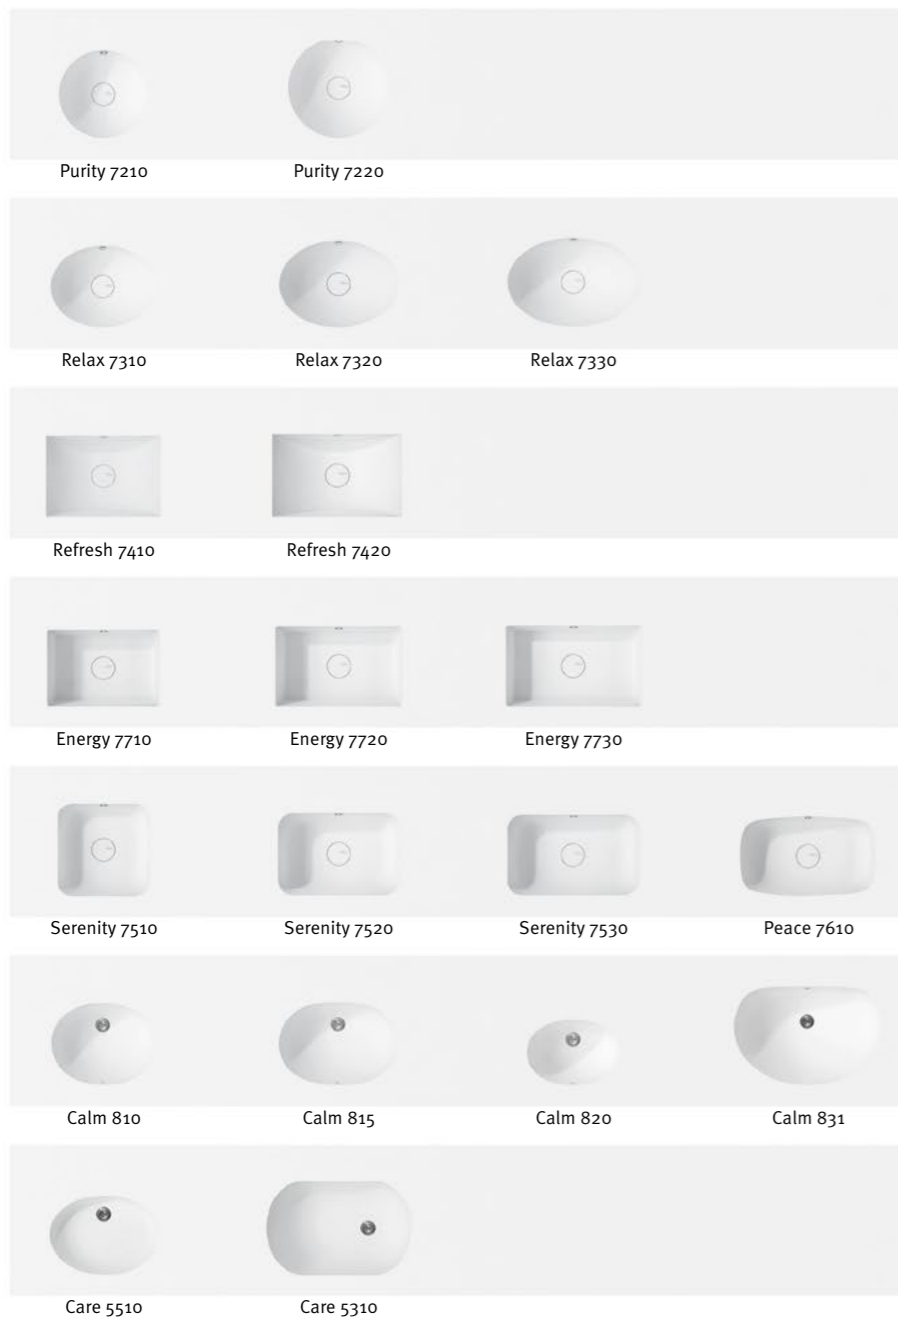 Purity 7210
Purity 7220
Relax 7310
Relax 7320
Relax 7330
Refresh 7410
Refresh 7420
Energy 7710
Energy 7720
Energy 7730
Serenity 7510
Serenity 7520
Serenity 7530
Peace 7610
Calm 810
Calm 815
Calm 820
Calm 831
Care 5510
Care 5310